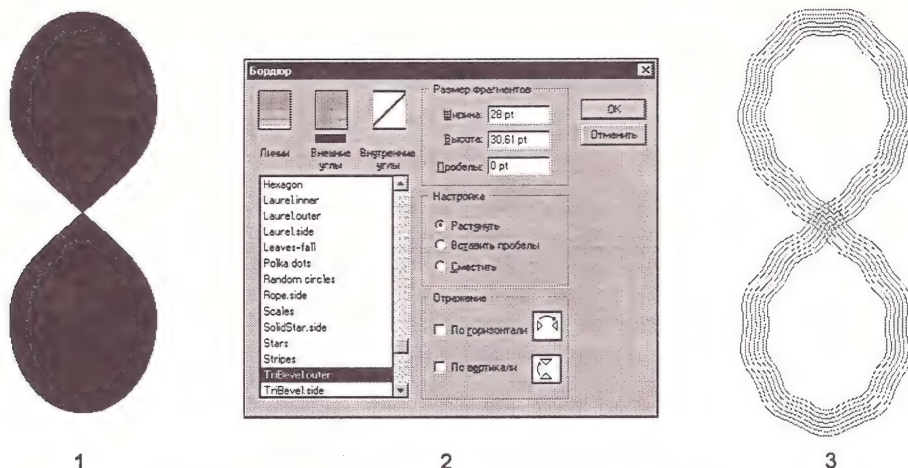 Бордюр
Линии
Внешние углы
Внутренние углы
Hexagon
Laurel.inner
Laurel.outer
Laurel.side
Leaves-fall
Polka dots
Random circles
Rope.side
Scales
SolidStar.side
Stars
Stripes
TriBevel.outer
TriBevel.side
Размер фрагментов
Ширина: 28 pt
Высота: 30,61 pt
Пробелы: 0 pt
Настройка
Растянуть
Вставить пробелы
Сместить
Отражение
По горизонтали
По вертикали
OK
Отменить
1
2
3